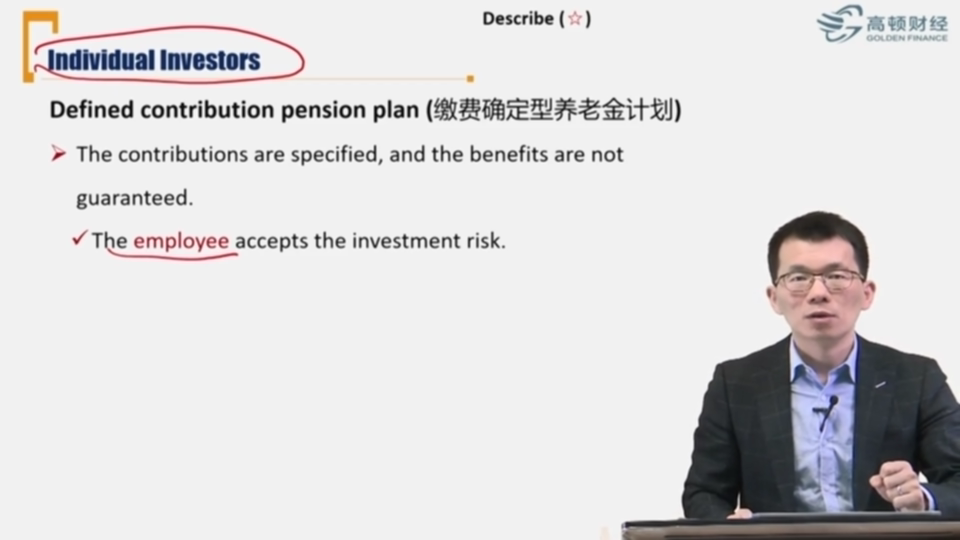 Describe (☆)
高顿财经
GOLDEN FINANCE
Individual Investors
Defined contribution pension plan (缴费确定型养老金计划)
The contributions are specified, and the benefits are not
guaranteed.
The employee accepts the investment risk.